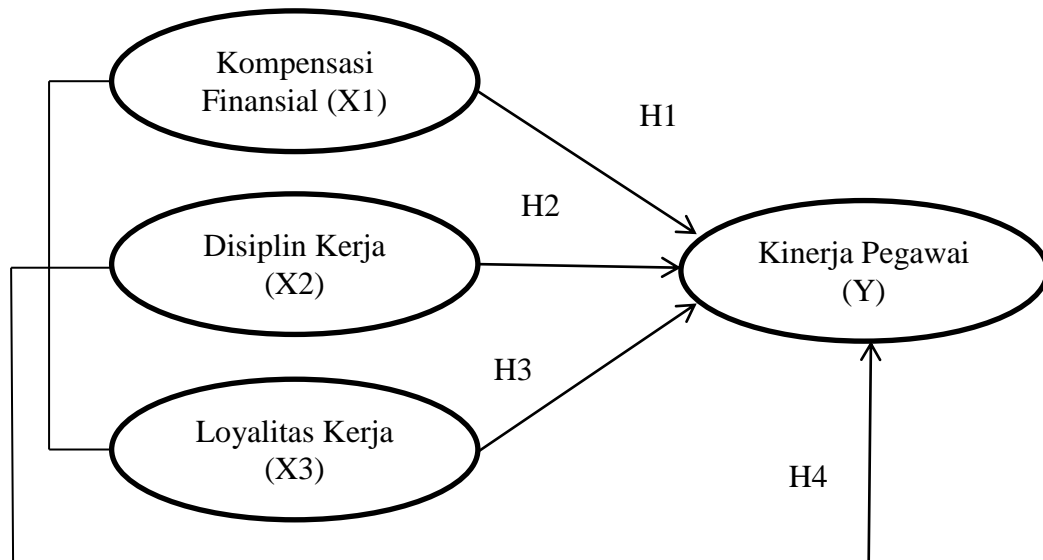 Kompensasi
Finansial (X1)
H1
H2
Disiplin Kerja
(X2)
Kinerja Pegawai
(Y)
H3
Loyalitas Kerja
(X3)
H4